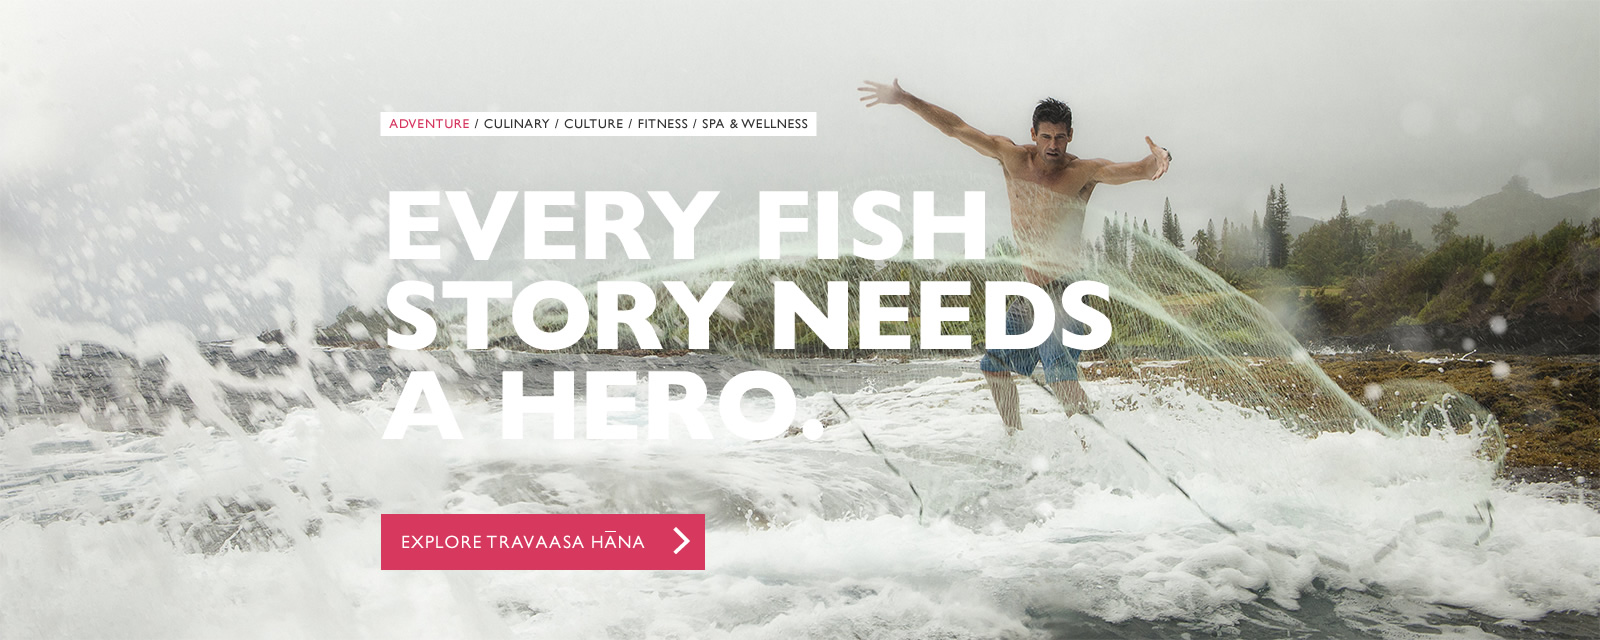 ADVENTURE / CULINARY / CULTURE / FITNESS / SPA & WELLNESS
EVERY FISH
STORY NEEDS
A HERO.
EXPLORE TRAVAASA HĀNA